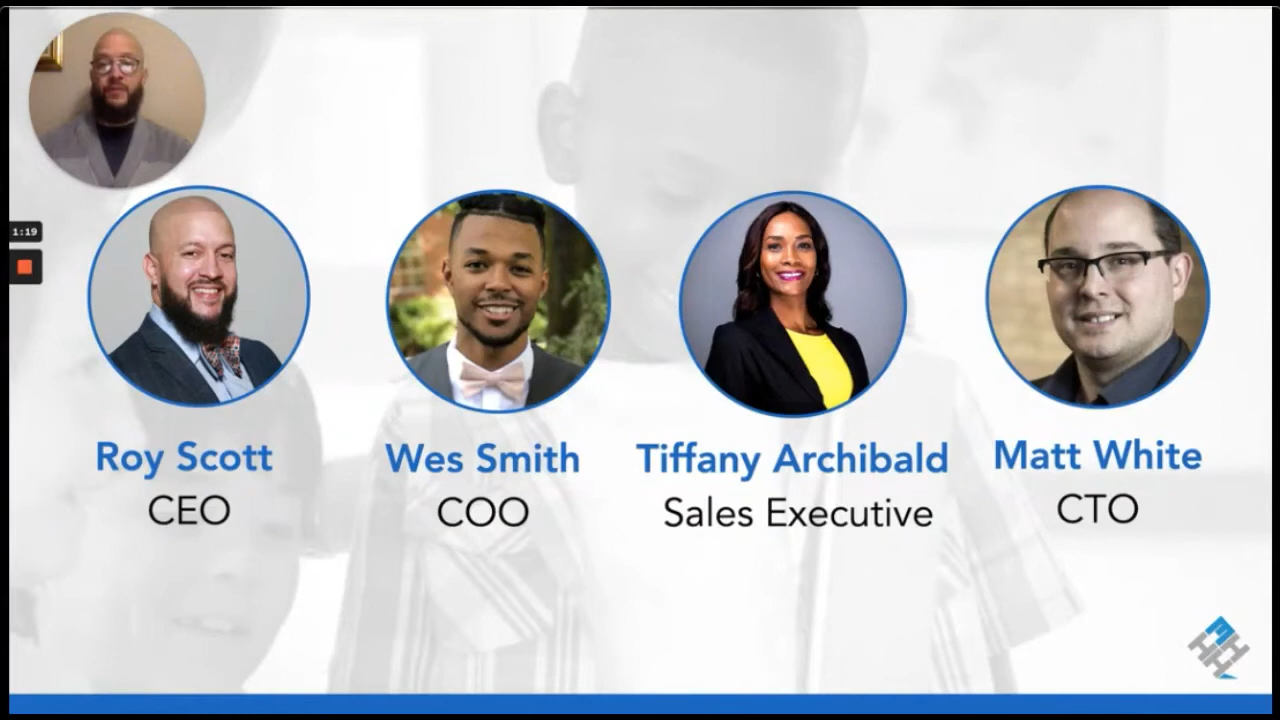 1:19
Roy Scott
CEO
Wes Smith
COO
Tiffany Archibald
Sales Executive
Matt White
CTO